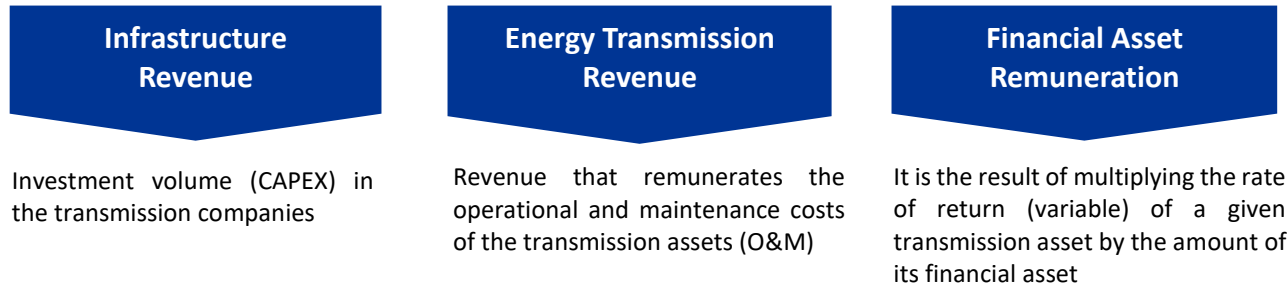 Infrastructure
Revenue
Investment volume (CAPEX) in
the transmission companies
Energy Transmission
Revenue
Revenue that remunerates the
operational and maintenance costs
of the transmission assets (O&M)
Financial Asset
Remuneration
It is the result of multiplying the rate
of return (variable) of a given
transmission asset by the amount of
its financial asset